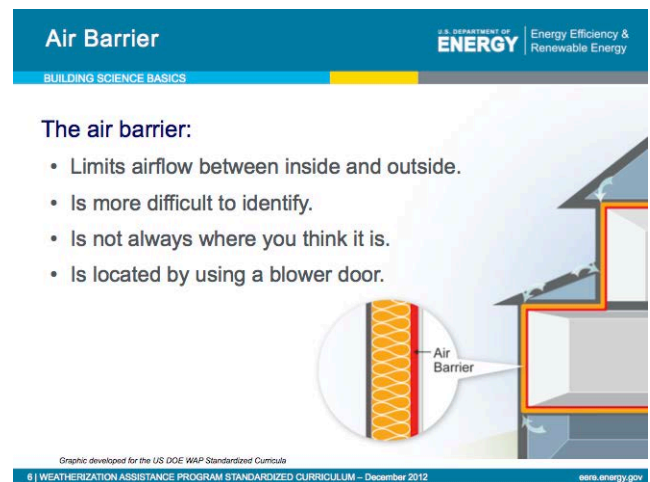 Air Barrier
U.S. DEPARTMENT OF
ENERGY
Energy Efficiency &
Renewable Energy
BUILDING SCIENCE BASICS
The air barrier:
• Limits airflow between inside and outside.
• Is more difficult to identify.
• Is not always where you think it is.
• Is located by using a blower door.
Air
Barrier
Graphic developed for the US DOE WAP Standardized Curricula
6 | WEATHERIZATION ASSISTANCE PROGRAM STANDARDIZED CURRICULUM – December 2012
eere.energy.gov